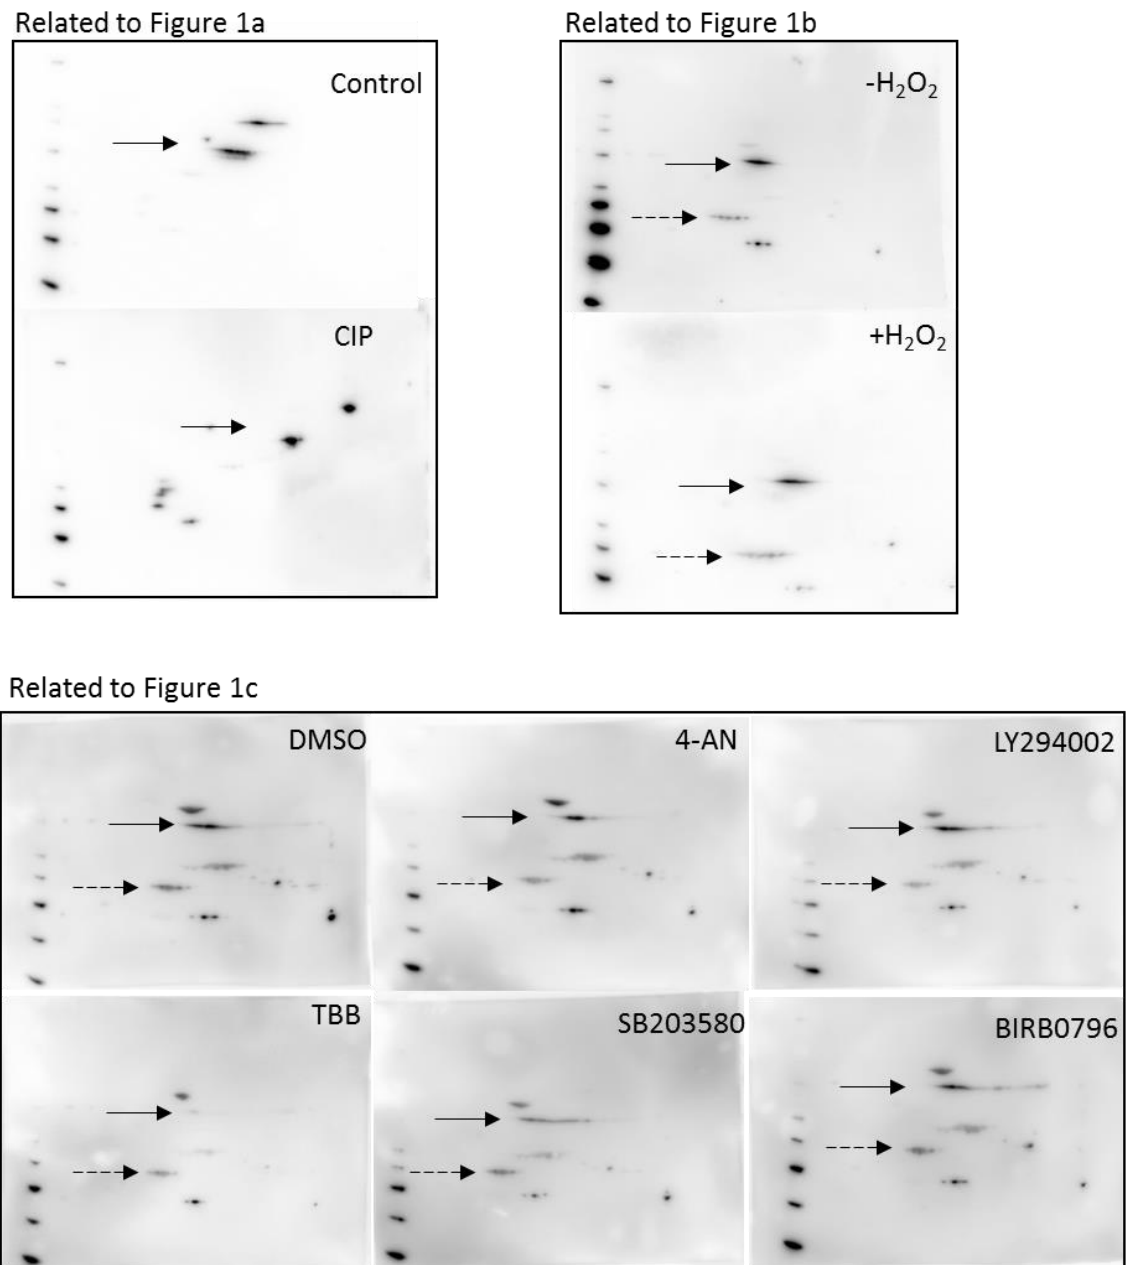 Related to Figure 1a
Related to Figure 1b
Control
-H₂O₂
CIP
+H₂O₂
Related to Figure 1c
DMSO
4-AN
LY294002
TBB
SB203580
BIRB0796